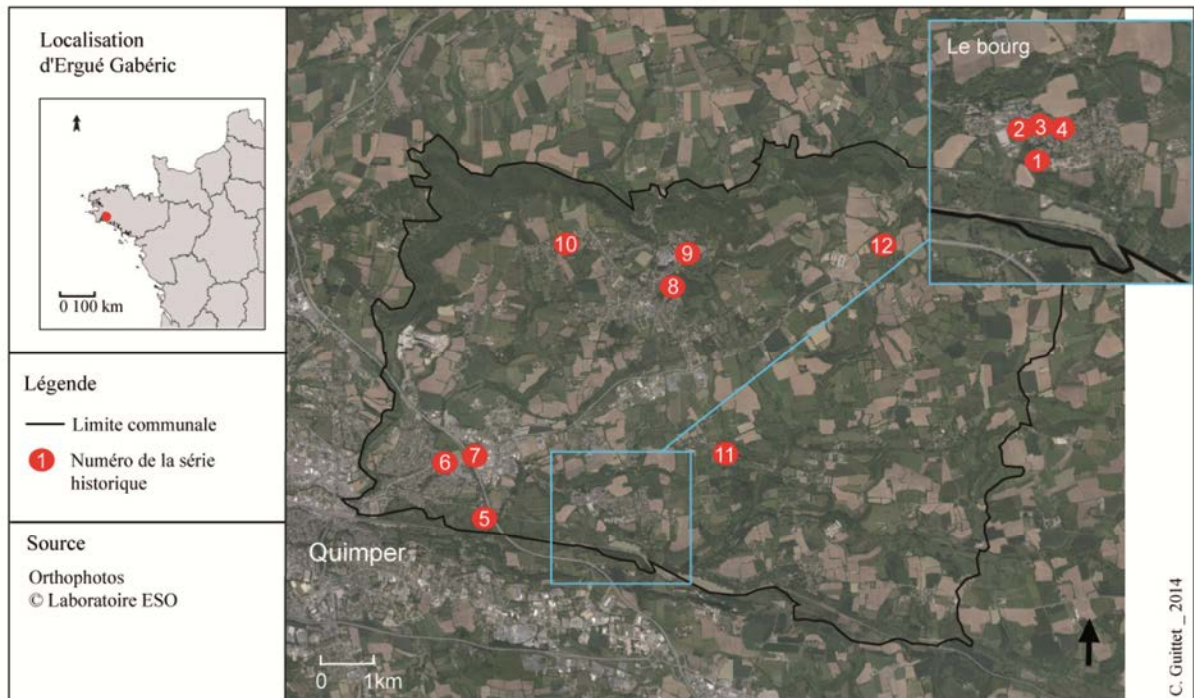 Localisation
d'Ergué Gabéric
0 100 km
Légende
Limite communale
1 Numéro de la série
historique
Source
Orthophotos
© Laboratoire ESO
Le bourg
2 3 4
1
10
9
12
8
11
6 7
5
Quimper
0 1km
C. Guittet _ 2014